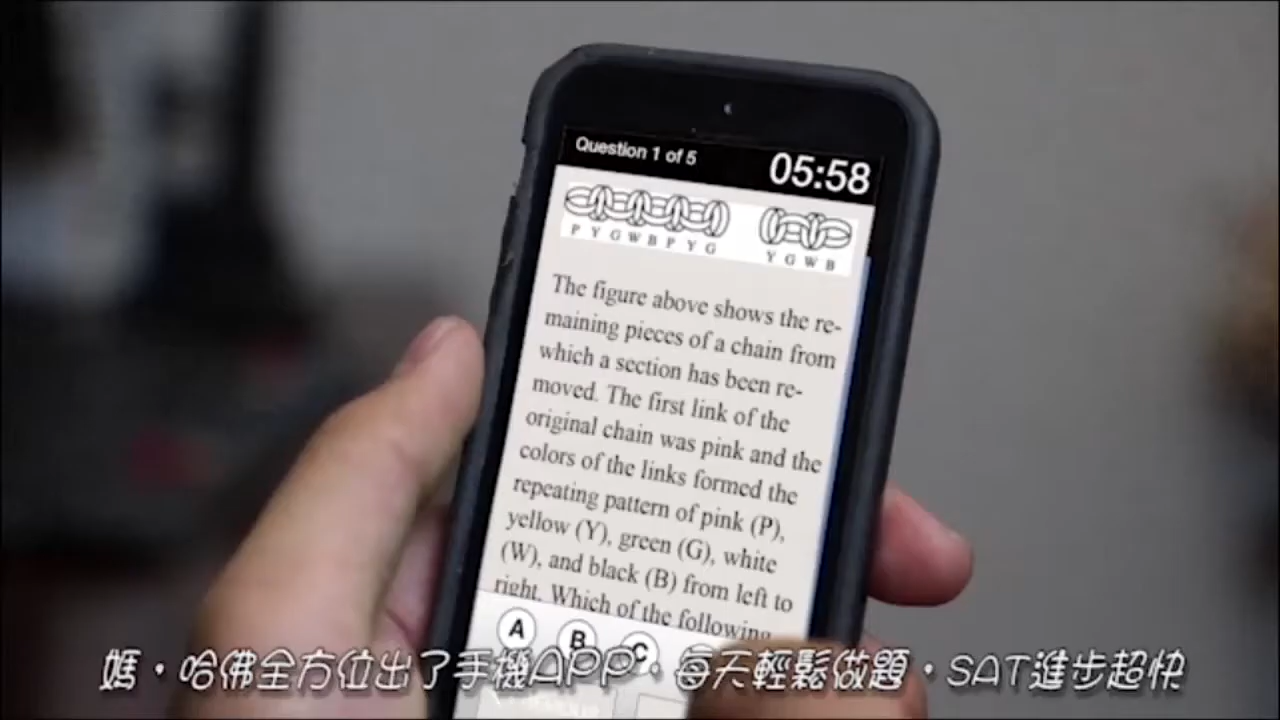 Question 1 of 5
05:58
P Y G W B P Y G
Y G W B
The figure above shows the re-
maining pieces of a chain from
which a section has been re-
moved. The first link of the
original chain was pink and the
colors of the links formed the
repeating pattern of pink (P),
yellow (Y), green (G), white
(W), and black (B) from left to
right. Which of the following
A B C
媽，哈佛全方位出了手機APP，每天輕鬆做題，SAT進步超快